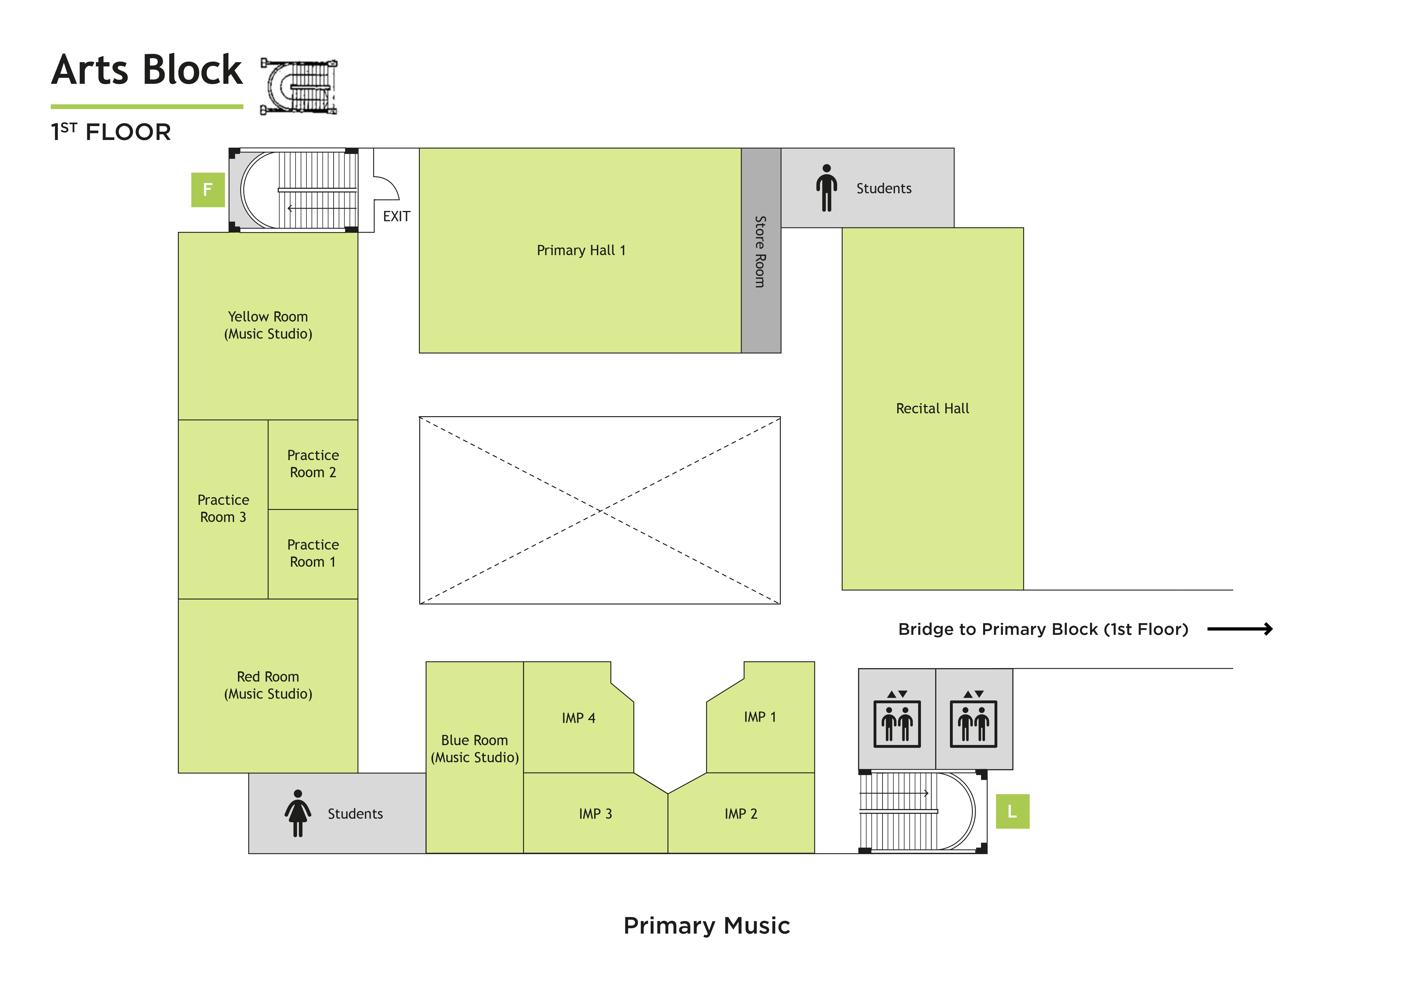 Arts Block
1ST FLOOR
F
EXIT
Primary Hall 1
Store Room
Students
Yellow Room
(Music Studio)
Recital Hall
Practice
Room 2
Practice
Room 3
Practice
Room 1
Bridge to Primary Block (1st Floor)
Red Room
(Music Studio)
IMP 4
IMP 1
Blue Room
(Music Studio)
Students
IMP 3
IMP 2
L
Primary Music